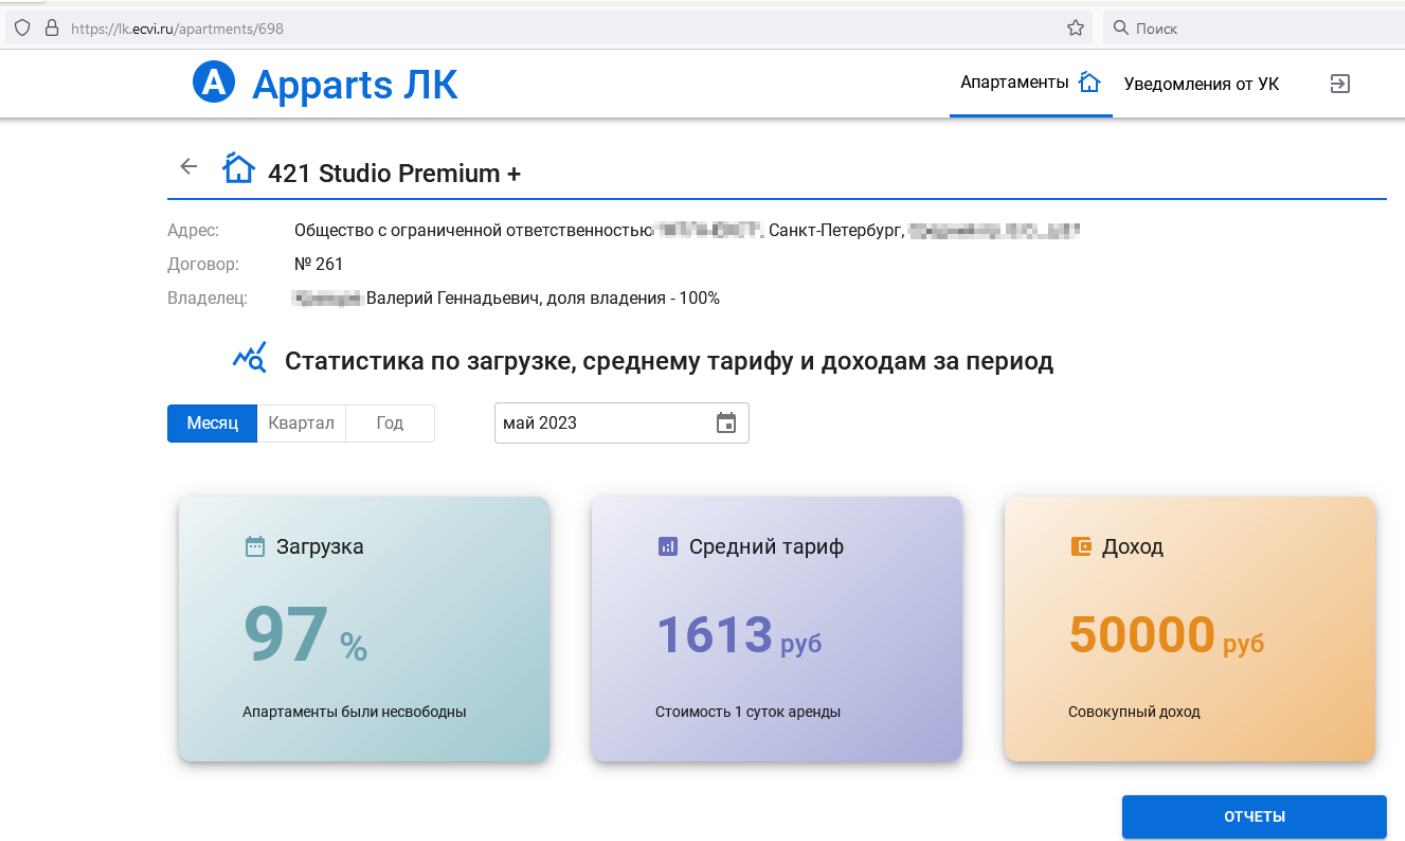 https://lk.ecvi.ru/apartments/698
Поиск
A Apparts ЛК
Апартаменты
Уведомления от УК
421 Studio Premium +
Адрес: Общество с ограниченной ответственностью Санкт-Петербург,
Договор: № 261
Владелец: Валерий Геннадьевич, доля владения - 100%
Статистика по загрузке, среднему тарифу и доходам за период
Месяц Квартал Год май 2023
Загрузка
97 %
Апартаменты были несвободны
Средний тариф
1613 руб
Стоимость 1 суток аренды
Доход
50000 руб
Совокупный доход
ОТЧЕТЫ